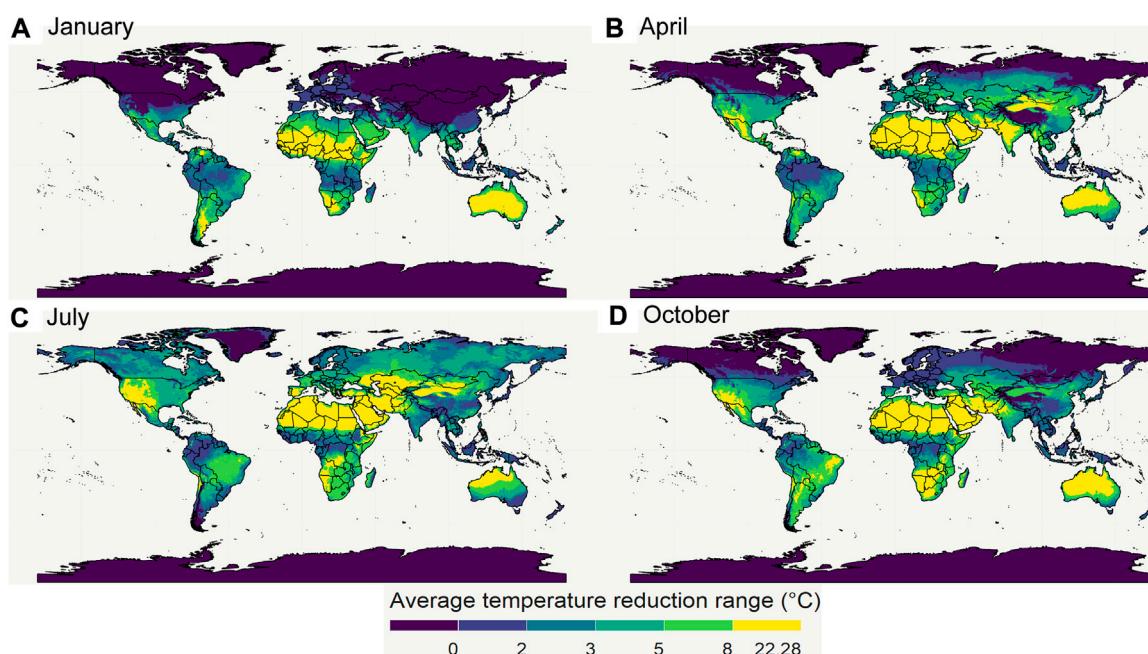 A January
B April
C July
D October
Average temperature reduction range (°C)
0 2 3 5 8 22.28